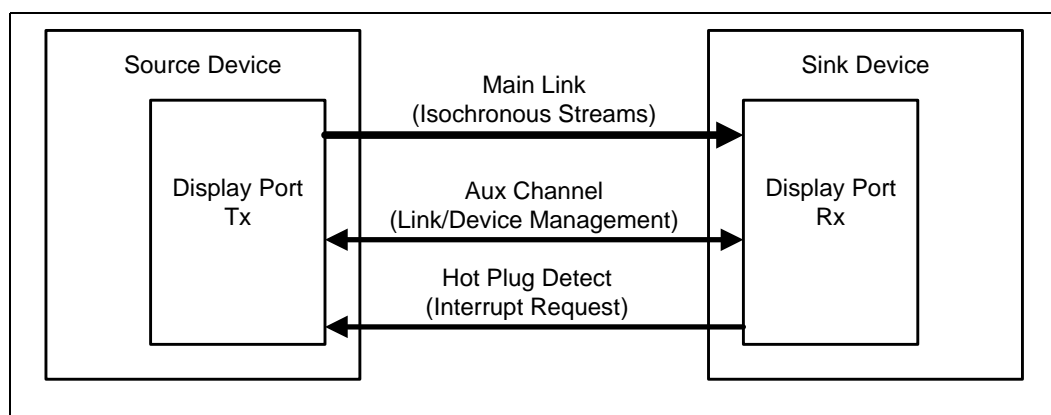 Source Device
Sink Device
Main Link
(Isochronous Streams)
Display Port
Tx
Aux Channel
(Link/Device Management)
Display Port
Rx
Hot Plug Detect
(Interrupt Request)